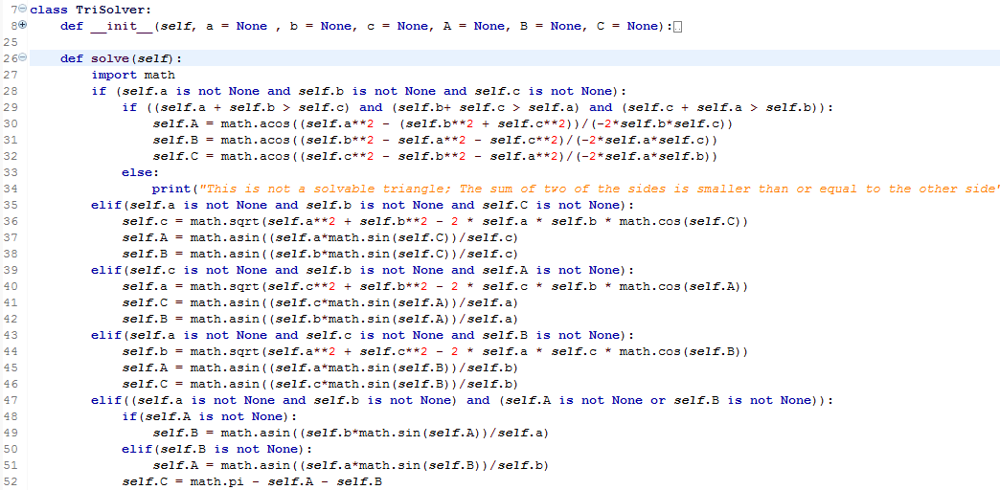 7 class TriSolver:
8 def __init__(self, a = None , b = None, c = None, A = None, B = None, C = None):
25
26 def solve(self):
27 import math
28 if (self.a is not None and self.b is not None and self.c is not None):
29 if ((self.a + self.b > self.c) and (self.b+ self.c > self.a) and (self.c + self.a > self.b)):
30 self.A = math.acos((self.a**2 - (self.b**2 + self.c**2))/(-2*self.b*self.c))
31 self.B = math.acos((self.b**2 - self.a**2 - self.c**2)/(-2*self.a*self.c))
32 self.C = math.acos((self.c**2 - self.b**2 - self.a**2)/(-2*self.a*self.b))
33 else:
34 print("This is not a solvable triangle; The sum of two of the sides is smaller than or equal to the other side"
35 elif(self.a is not None and self.b is not None and self.C is not None):
36 self.c = math.sqrt(self.a**2 + self.b**2 - 2 * self.a * self.b * math.cos(self.C))
37 self.A = math.asin((self.a*math.sin(self.C))/self.c)
38 self.B = math.asin((self.b*math.sin(self.C))/self.c)
39 elif(self.c is not None and self.b is not None and self.A is not None):
40 self.a = math.sqrt(self.c**2 + self.b**2 - 2 * self.c * self.b * math.cos(self.A))
41 self.C = math.asin((self.c*math.sin(self.A))/self.a)
42 self.B = math.asin((self.b*math.sin(self.A))/self.a)
43 elif(self.a is not None and self.c is not None and self.B is not None):
44 self.b = math.sqrt(self.a**2 + self.c**2 - 2 * self.a * self.c * math.cos(self.B))
45 self.A = math.asin((self.a*math.sin(self.B))/self.b)
46 self.C = math.asin((self.c*math.sin(self.B))/self.b)
47 elif((self.a is not None and self.b is not None) and (self.A is not None or self.B is not None)):
48 if(self.A is not None):
49 self.B = math.asin((self.b*math.sin(self.A))/self.a)
50 elif(self.B is not None):
51 self.A = math.asin((self.a*math.sin(self.B))/self.b)
52 self.C = math.pi - self.A - self.B